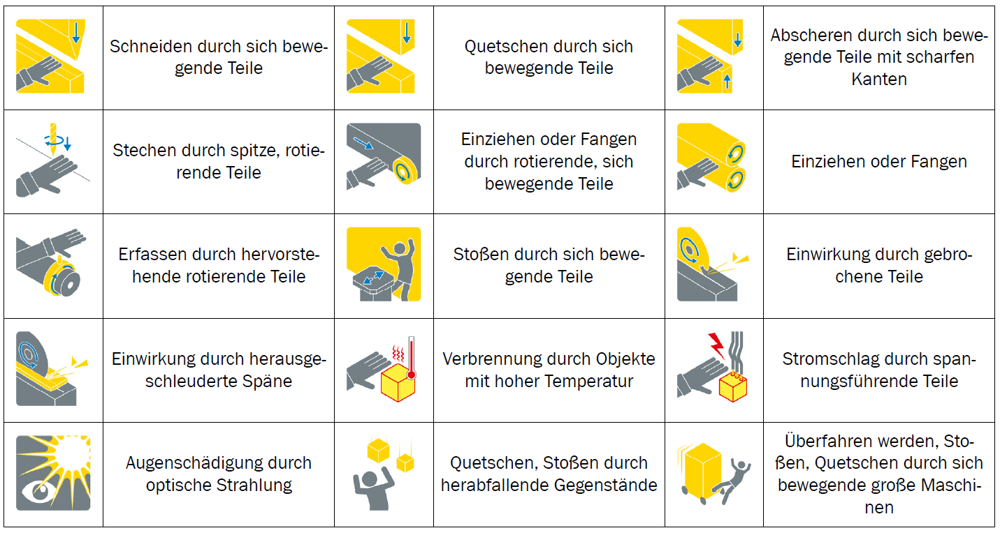 Schneiden durch sich bewe-
gende Teile
Quetschen durch sich
bewegende Teile
Abscheren durch sich bewe-
gende Teile mit scharfen
Kanten
Stechen durch spitze, rotie-
rende Teile
Einziehen oder Fangen
durch rotierende, sich
bewegende Teile
Einziehen oder Fangen
Erfassen durch hervorste-
hende rotierende Teile
Stoßen durch sich bewe-
gende Teile
Einwirkung durch gebro-
chene Teile
Einwirkung durch herausge-
schleuderte Späne
Verbrennung durch Objekte
mit hoher Temperatur
Stromschlag durch span-
nungsführende Teile
Augenschädigung durch
optische Strahlung
Quetschen, Stoßen durch
herabfallende Gegenstände
Überfahren werden, Sto-
ßen, Quetschen durch sich
bewegende große Maschi-
nen